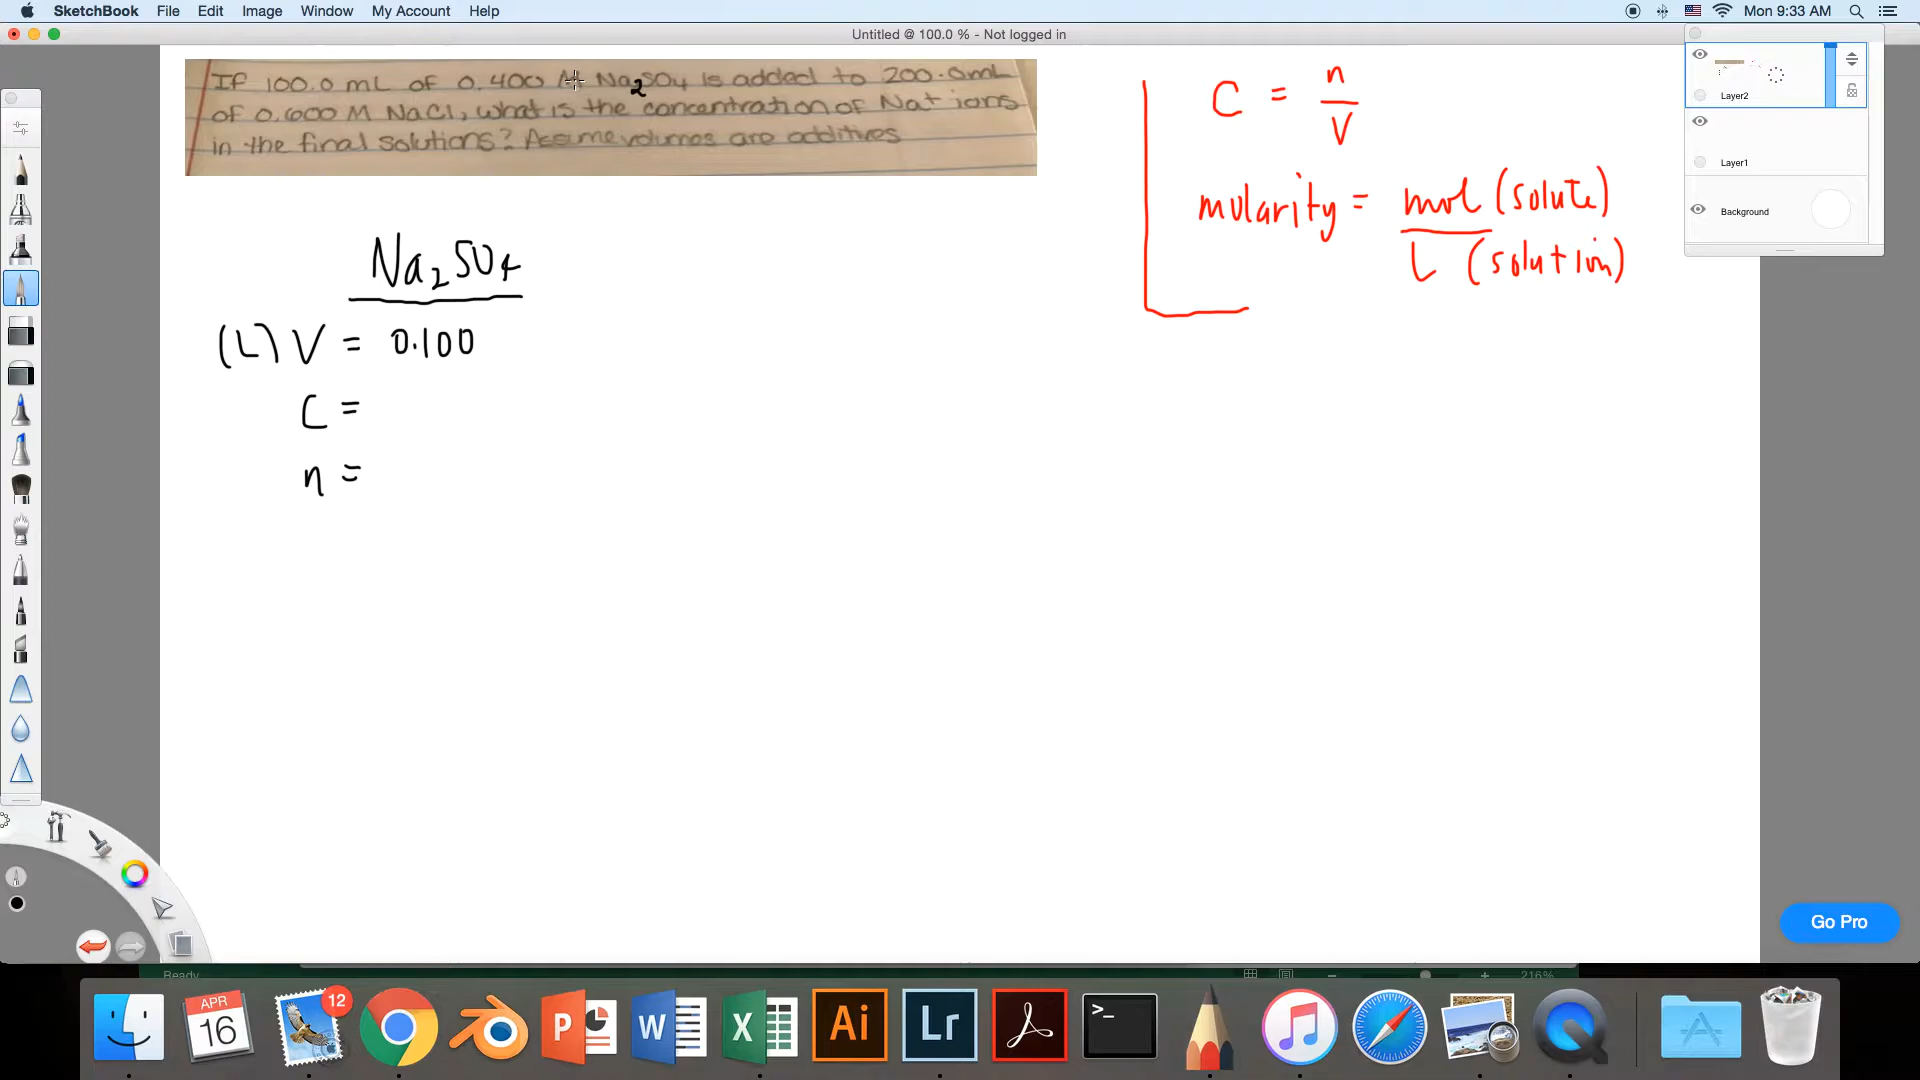 SketchBook File Edit Image Window My Account Help
Mon 9:33 AM
Untitled @ 100.0 % - Not logged in
If 100.0 mL of 0.400 M Na2SO4 is added to 200.0mL
of 0.600 M NaCl, what is the concentration of Na+ ions
in the final solutions? Assume volumes are additives
C = n
V
molarity = mol (solute)
L (solution)
Layer2
Layer1
Background
Na2SO4
(L) V = 0.100
C =
n =
Go Pro
Ready
216%
APR
16
12
P
W
X
Ai
Lr
>_